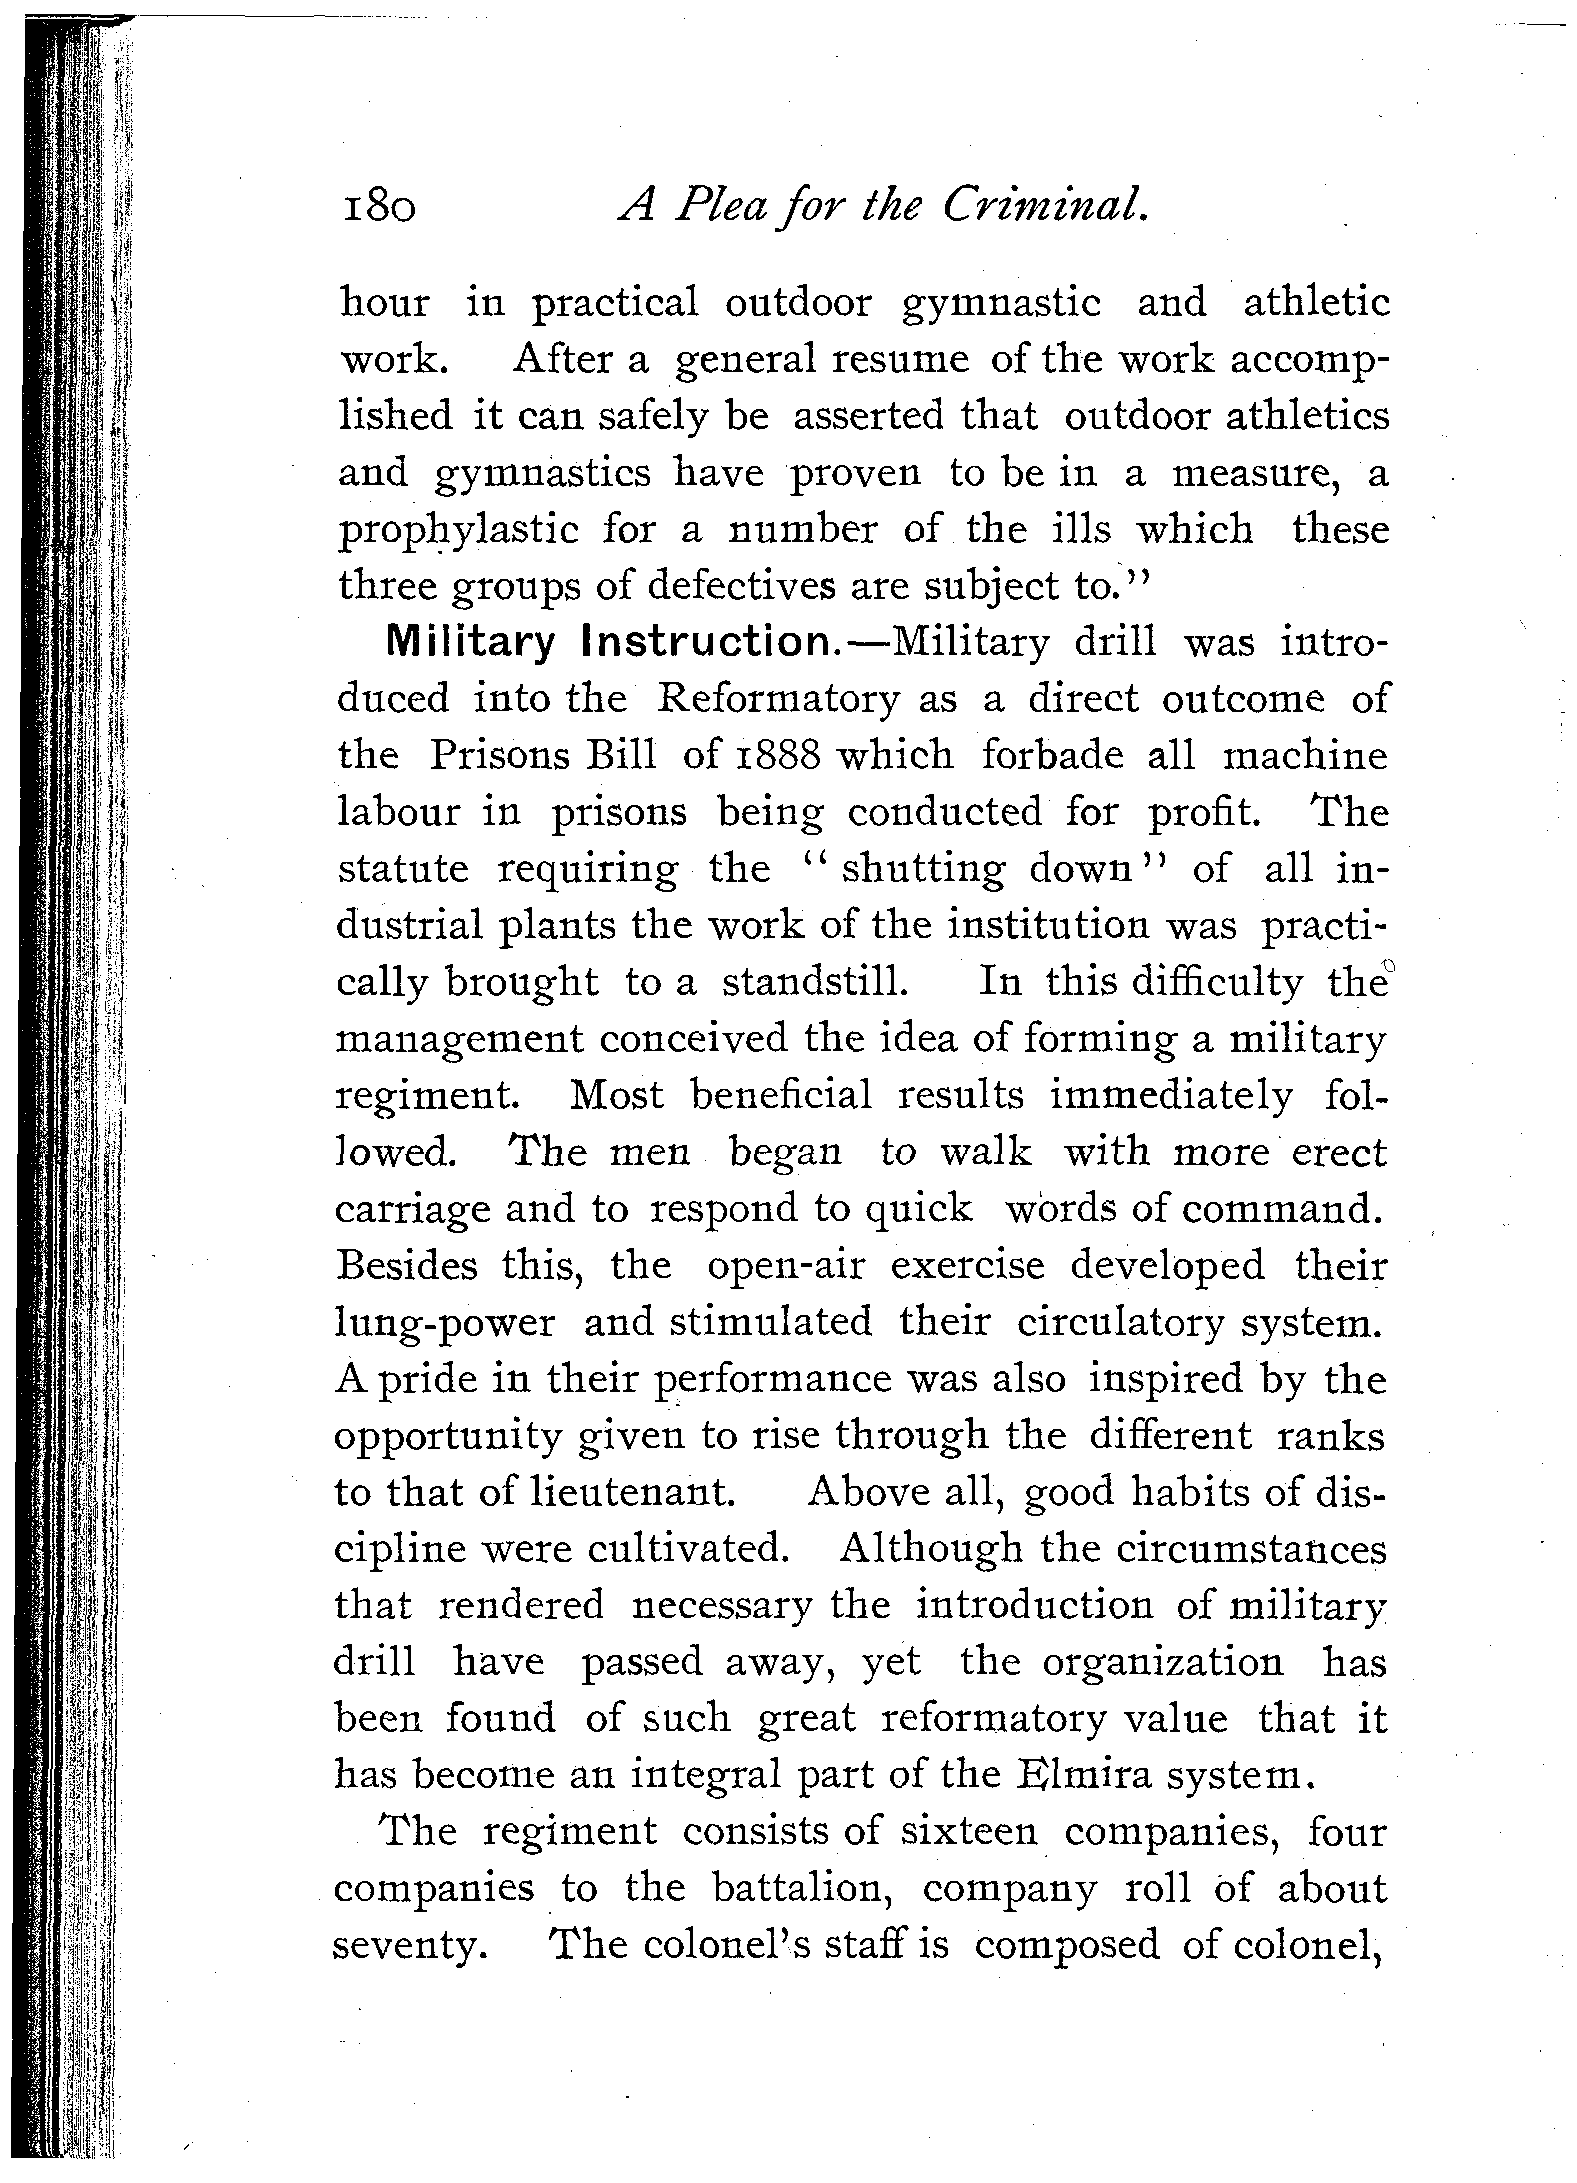 180 A Plea for the Criminal.
hour in practical outdoor gymnastic and athletic
work. After a general resume of the work accomp-
lished it can safely be asserted that outdoor athletics
and gymnastics have proven to be in a measure, a
prophylastic for a number of the ills which these
three groups of defectives are subject to."
Military Instruction.—Military drill was intro-
duced into the Reformatory as a direct outcome of
the Prisons Bill of 1888 which forbade all machine
labour in prisons being conducted for profit. The
statute requiring the "shutting down" of all in-
dustrial plants the work of the institution was practi-
cally brought to a standstill. In this difficulty the
management conceived the idea of forming a military
regiment. Most beneficial results immediately fol-
lowed. The men began to walk with more erect
carriage and to respond to quick words of command.
Besides this, the open-air exercise developed their
lung-power and stimulated their circulatory system.
A pride in their performance was also inspired by the
opportunity given to rise through the different ranks
to that of lieutenant. Above all, good habits of dis-
cipline were cultivated. Although the circumstances
that rendered necessary the introduction of military
drill have passed away, yet the organization has
been found of such great reformatory value that it
has become an integral part of the Elmira system.
The regiment consists of sixteen companies, four
companies to the battalion, company roll of about
seventy. The colonel's staff is composed of colonel,